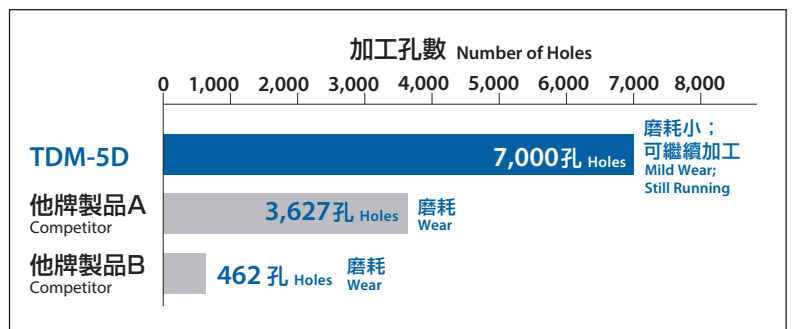 加工孔數 Number of Holes
0 1,000 2,000 3,000 4,000 5,000 6,000 7,000 8,000
TDM-5D
7,000孔 Holes
磨耗小；
可繼續加工
Mild Wear;
Still Running
他牌製品A
Competitor
3,627孔 Holes
磨耗
Wear
他牌製品B
Competitor
462 孔 Holes
磨耗
Wear